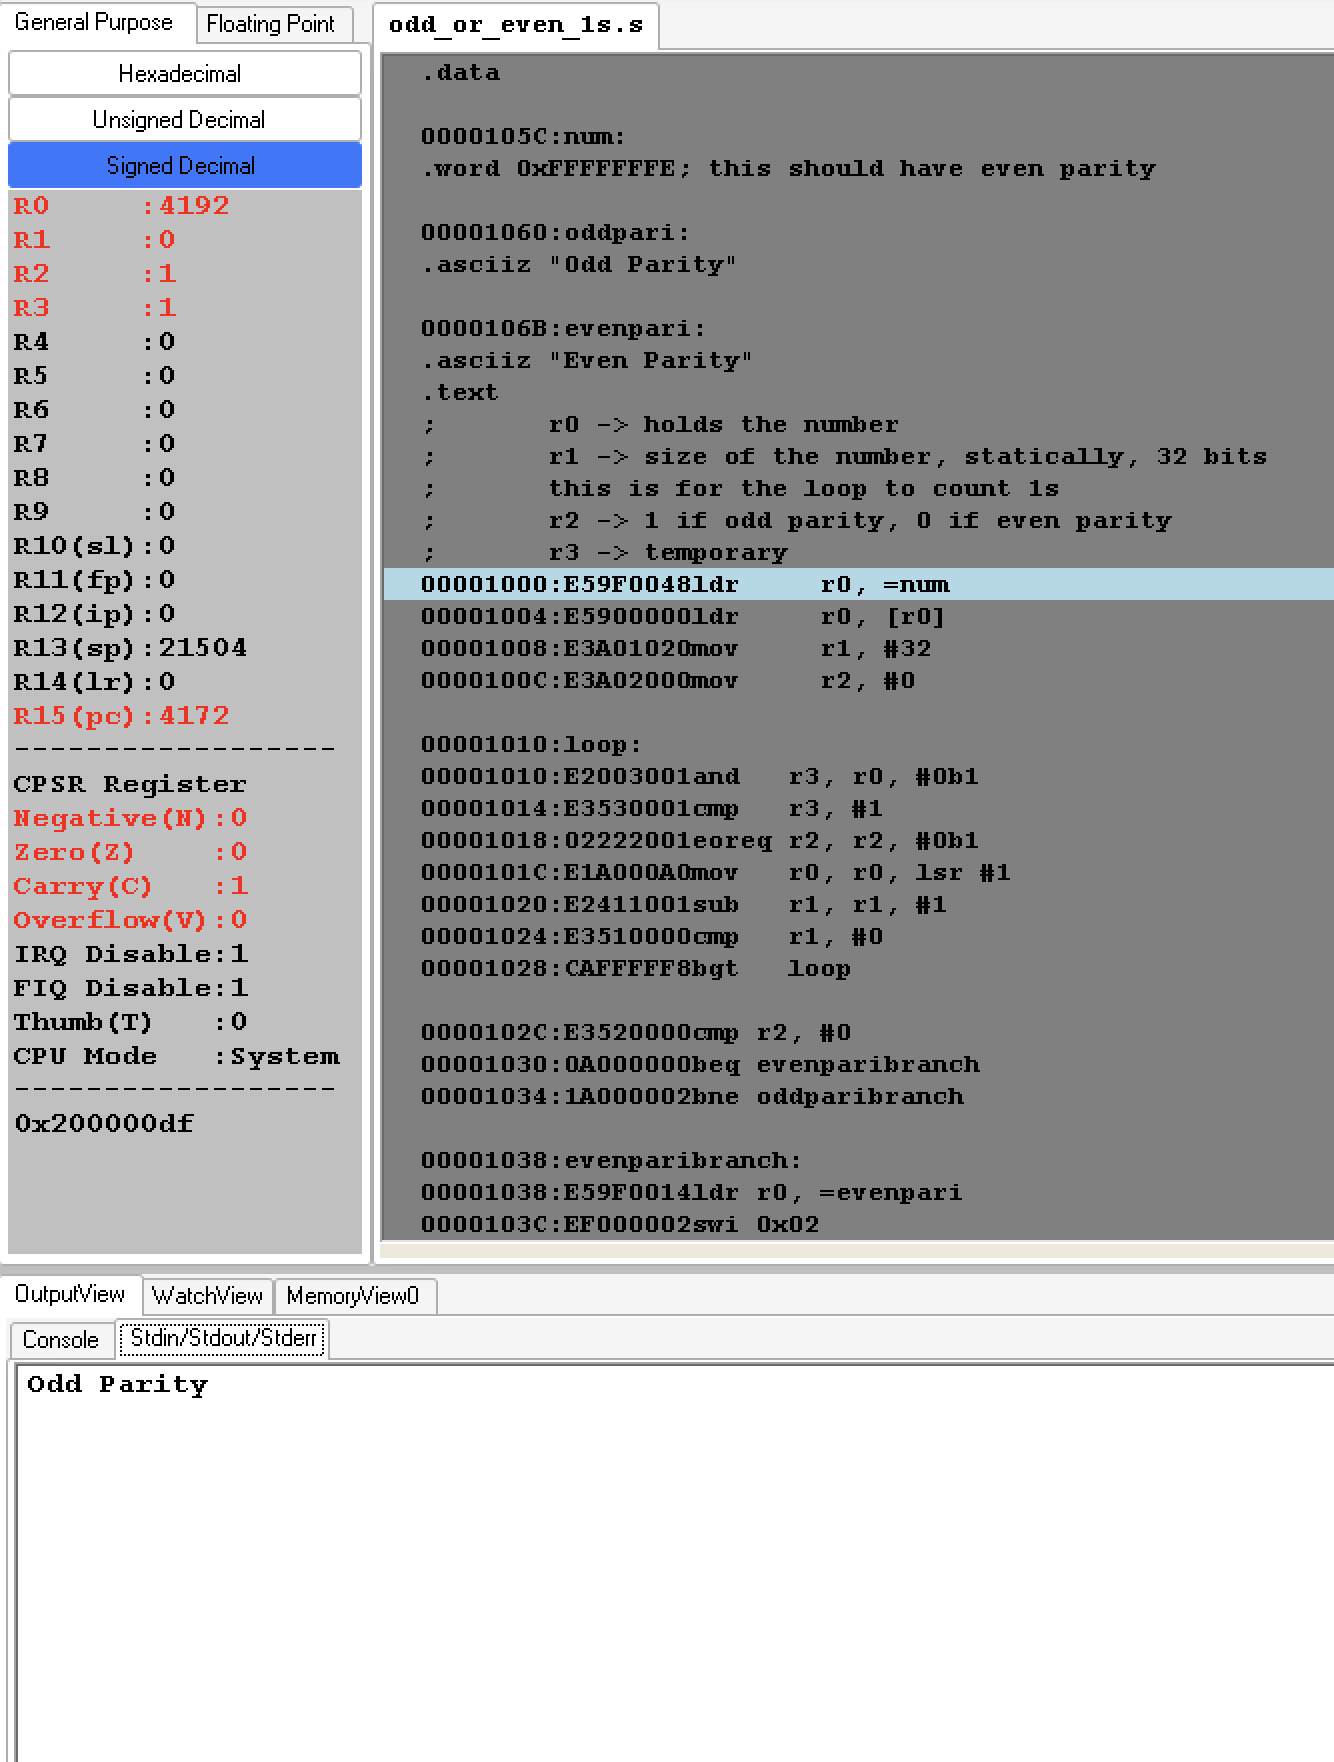 General Purpose
Floating Point
Hexadecimal
Unsigned Decimal
Signed Decimal
R0      :4192
R1      :0
R2      :1
R3      :1
R4      :0
R5      :0
R6      :0
R7      :0
R8      :0
R9      :0
R10(sl):0
R11(fp):0
R12(ip):0
R13(sp):21504
R14(lr):0
R15(pc):4172
------------------
CPSR Register
Negative(N):0
Zero(Z)    :0
Carry(C)   :1
Overflow(V):0
IRQ Disable:1
FIQ Disable:1
Thumb(T)   :0
CPU Mode   :System
------------------
0x200000df
odd_or_even_1s.s
.data
0000105C:num:
.word 0xFFFFFFFE; this should have even parity
00001060:oddpari:
.asciiz "Odd Parity"
0000106B:evenpari:
.asciiz "Even Parity"
.text
;       r0 -> holds the number
;       r1 -> size of the number, statically, 32 bits
;       this is for the loop to count 1s
;       r2 -> 1 if odd parity, 0 if even parity
;       r3 -> temporary
00001000:E59F0048ldr     r0, =num
00001004:E5900000ldr     r0, [r0]
00001008:E3A01020mov     r1, #32
0000100C:E3A02000mov     r2, #0
00001010:loop:
00001010:E2003001and   r3, r0, #0b1
00001014:E3530001cmp   r3, #1
00001018:02222001eoreq r2, r2, #0b1
0000101C:E1A000A0mov   r0, r0, lsr #1
00001020:E2411001sub   r1, r1, #1
00001024:E3510000cmp   r1, #0
00001028:CAFFFFF8bgt   loop
0000102C:E3520000cmp r2, #0
00001030:0A000000beq evenparibranch
00001034:1A000002bne oddparibranch
00001038:evenparibranch:
00001038:E59F0014ldr r0, =evenpari
0000103C:EF000002swi 0x02
OutputView
WatchView
MemoryView0
Console
Stdin/Stdout/Stderr
Odd Parity